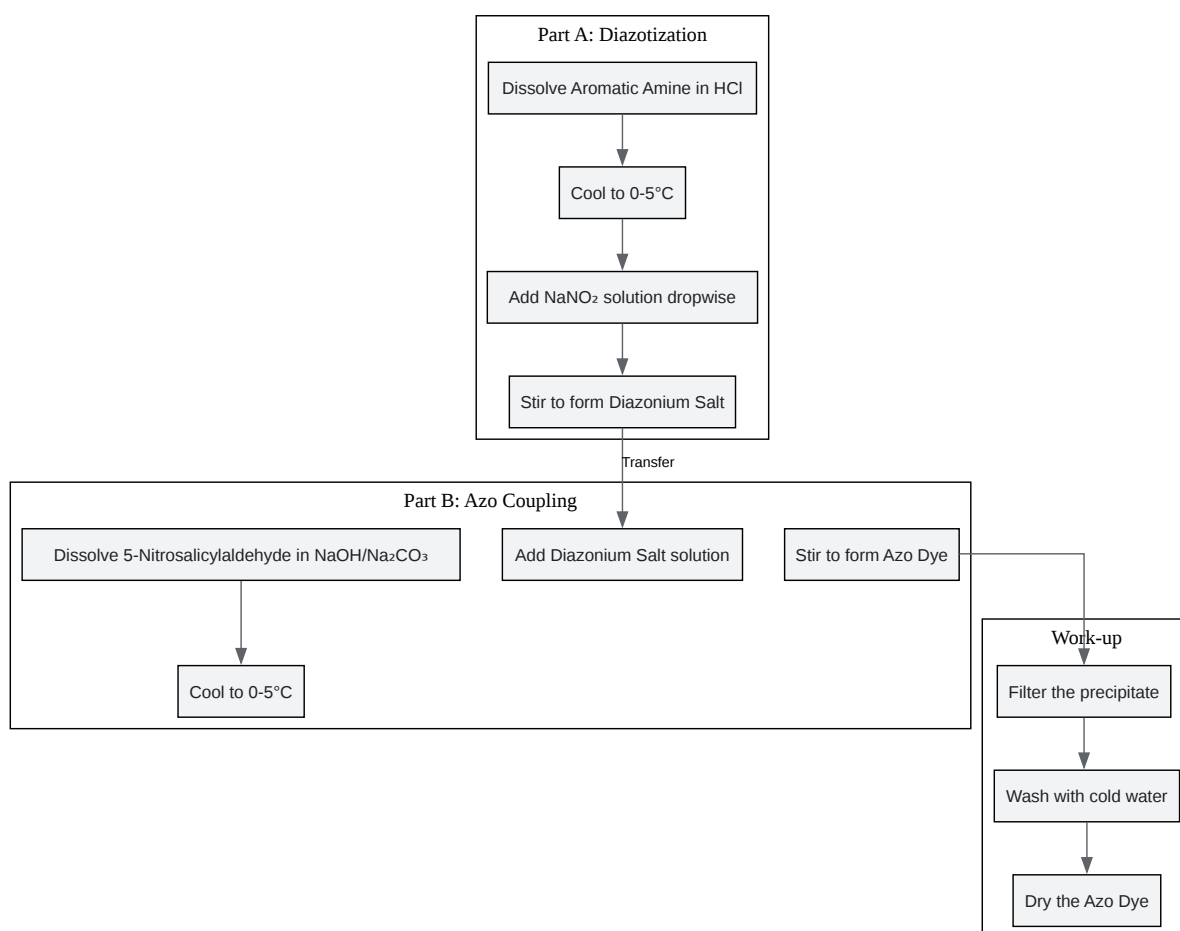 Part A: Diazotization
Dissolve Aromatic Amine in HCl
Cool to 0-5°C
Add NaNO₂ solution dropwise
Stir to form Diazonium Salt
Transfer
Part B: Azo Coupling
Dissolve 5-Nitrosalicylaldehyde in NaOH/Na₂CO₃
Add Diazonium Salt solution
Stir to form Azo Dye
Cool to 0-5°C
Work-up
Filter the precipitate
Wash with cold water
Dry the Azo Dye